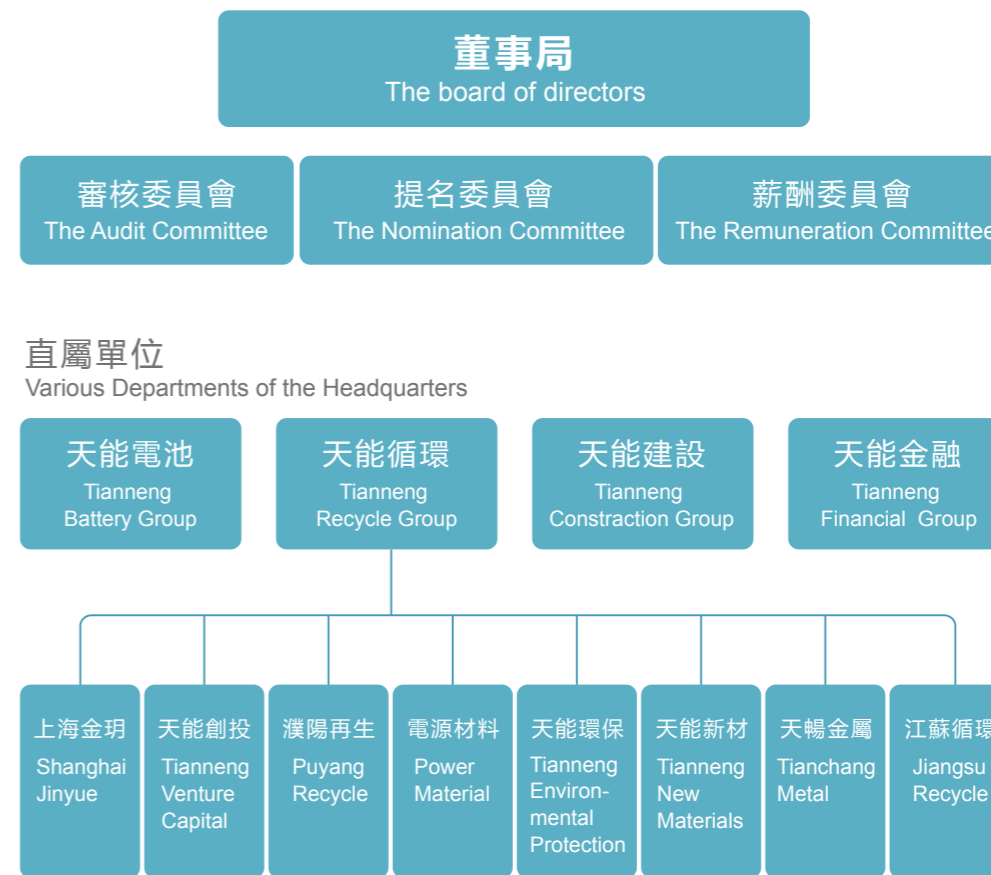 董事局
The board of directors
審核委員會
The Audit Committee
提名委員會
The Nomination Committee
薪酬委員會
The Remuneration Committee
直屬單位
Various Departments of the Headquarters
天能電池
Tianneng
Battery Group
天能循環
Tianneng
Recycle Group
天能建設
Tianneng
Constraction Group
天能金融
Tianneng
Financial Group
上海金玥
Shanghai
Jinyue
天能創投
Tianneng
Venture
Capital
濮陽再生
Puyang
Recycle
電源材料
Power
Material
天能環保
Tianneng
Environ-
mental
Protection
天能新材
Tianneng
New
Materials
天暢金屬
Tianchang
Metal
江蘇循環
Jiangsu
Recycle